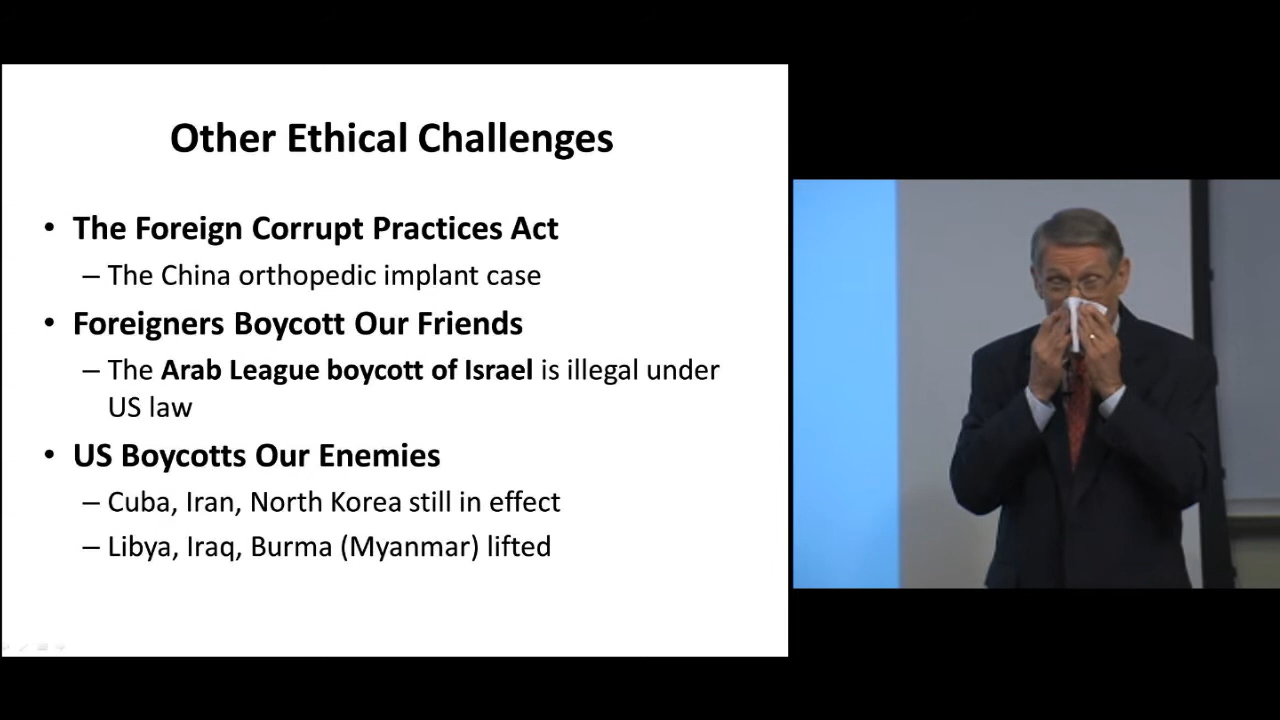 Other Ethical Challenges
• The Foreign Corrupt Practices Act
– The China orthopedic implant case
• Foreigners Boycott Our Friends
– The Arab League boycott of Israel is illegal under
US law
• US Boycotts Our Enemies
– Cuba, Iran, North Korea still in effect
– Libya, Iraq, Burma (Myanmar) lifted